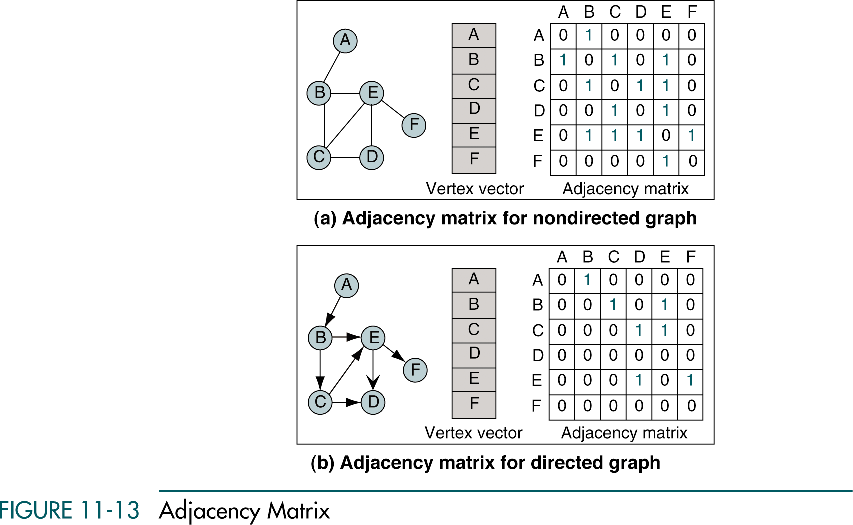 A B C D E F
A A A 0 1 0 0 0 0
B B 1 0 1 0 1 0
B E C C 0 1 0 1 1 0
F D D 0 0 1 0 1 0
E E 0 1 1 1 0 1
C D F F 0 0 0 0 1 0
Vertex vector Adjacency matrix
(a) Adjacency matrix for nondirected graph
A B C D E F
A A A 0 1 0 0 0 0
B B 0 0 1 0 1 0
B E C C 0 0 0 1 1 0
F D D 0 0 0 0 0 0
E E 0 0 0 1 0 1
C D F F 0 0 0 0 0 0
Vertex vector Adjacency matrix
(b) Adjacency matrix for directed graph
FIGURE 11-13 Adjacency Matrix